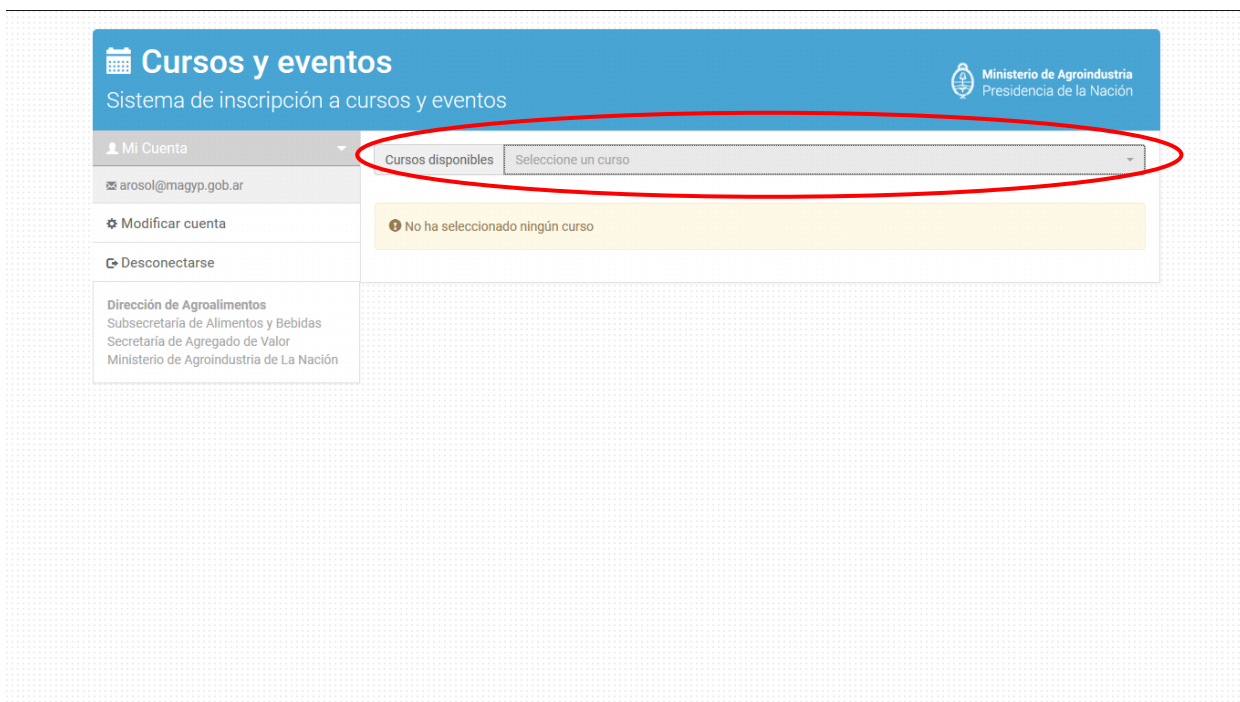 Cursos y eventos
Sistema de inscripción a cursos y eventos
Ministerio de Agroindustria
Presidencia de la Nación
Mi Cuenta
arosol@magyp.gob.ar
Modificar cuenta
Desconectarse
Dirección de Agroalimentos
Subsecretaría de Alimentos y Bebidas
Secretaría de Agregado de Valor
Ministerio de Agroindustria de La Nación
Cursos disponibles Seleccione un curso
No ha seleccionado ningún curso